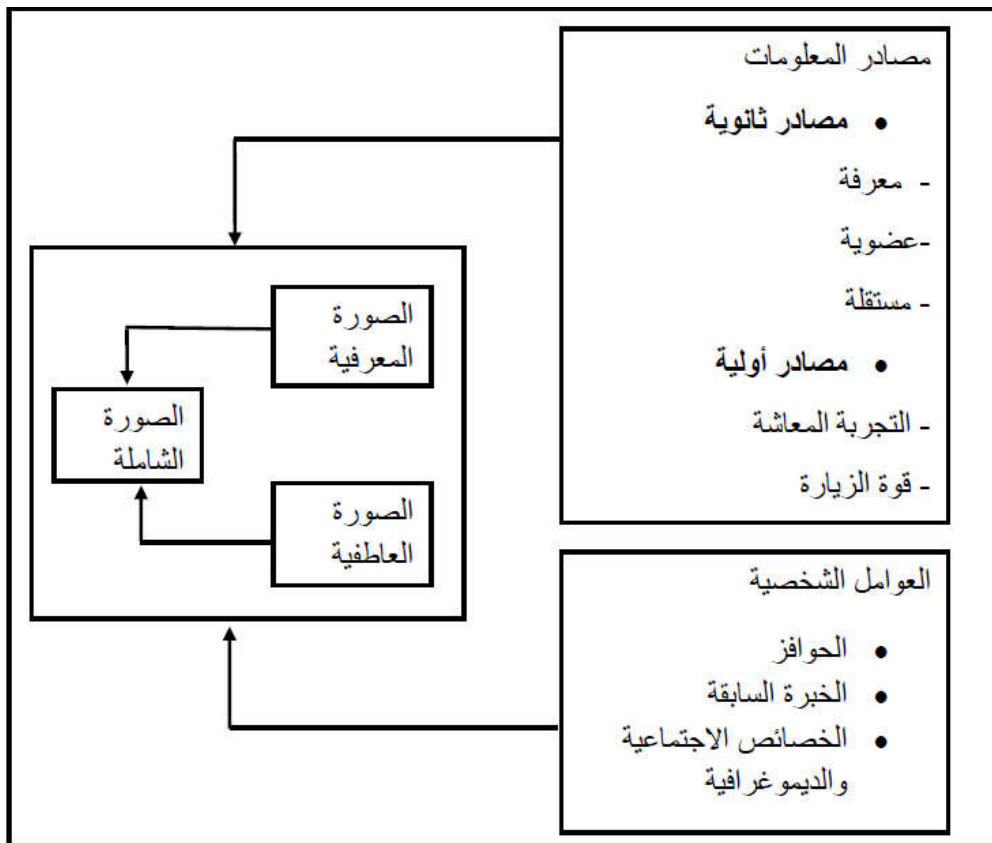 مصادر المعلومات
• مصادر ثانوية
- معرفة
-عضوية
- مستقلة
• مصادر أولية
- التجربة المعاشة
- قوة الزيارة
الصورة
المعرفية
الصورة
الشاملة
الصورة
العاطفية
العوامل الشخصية
• الحوافز
• الخبرة السابقة
• الخصائص الاجتماعية
والديموغرافية